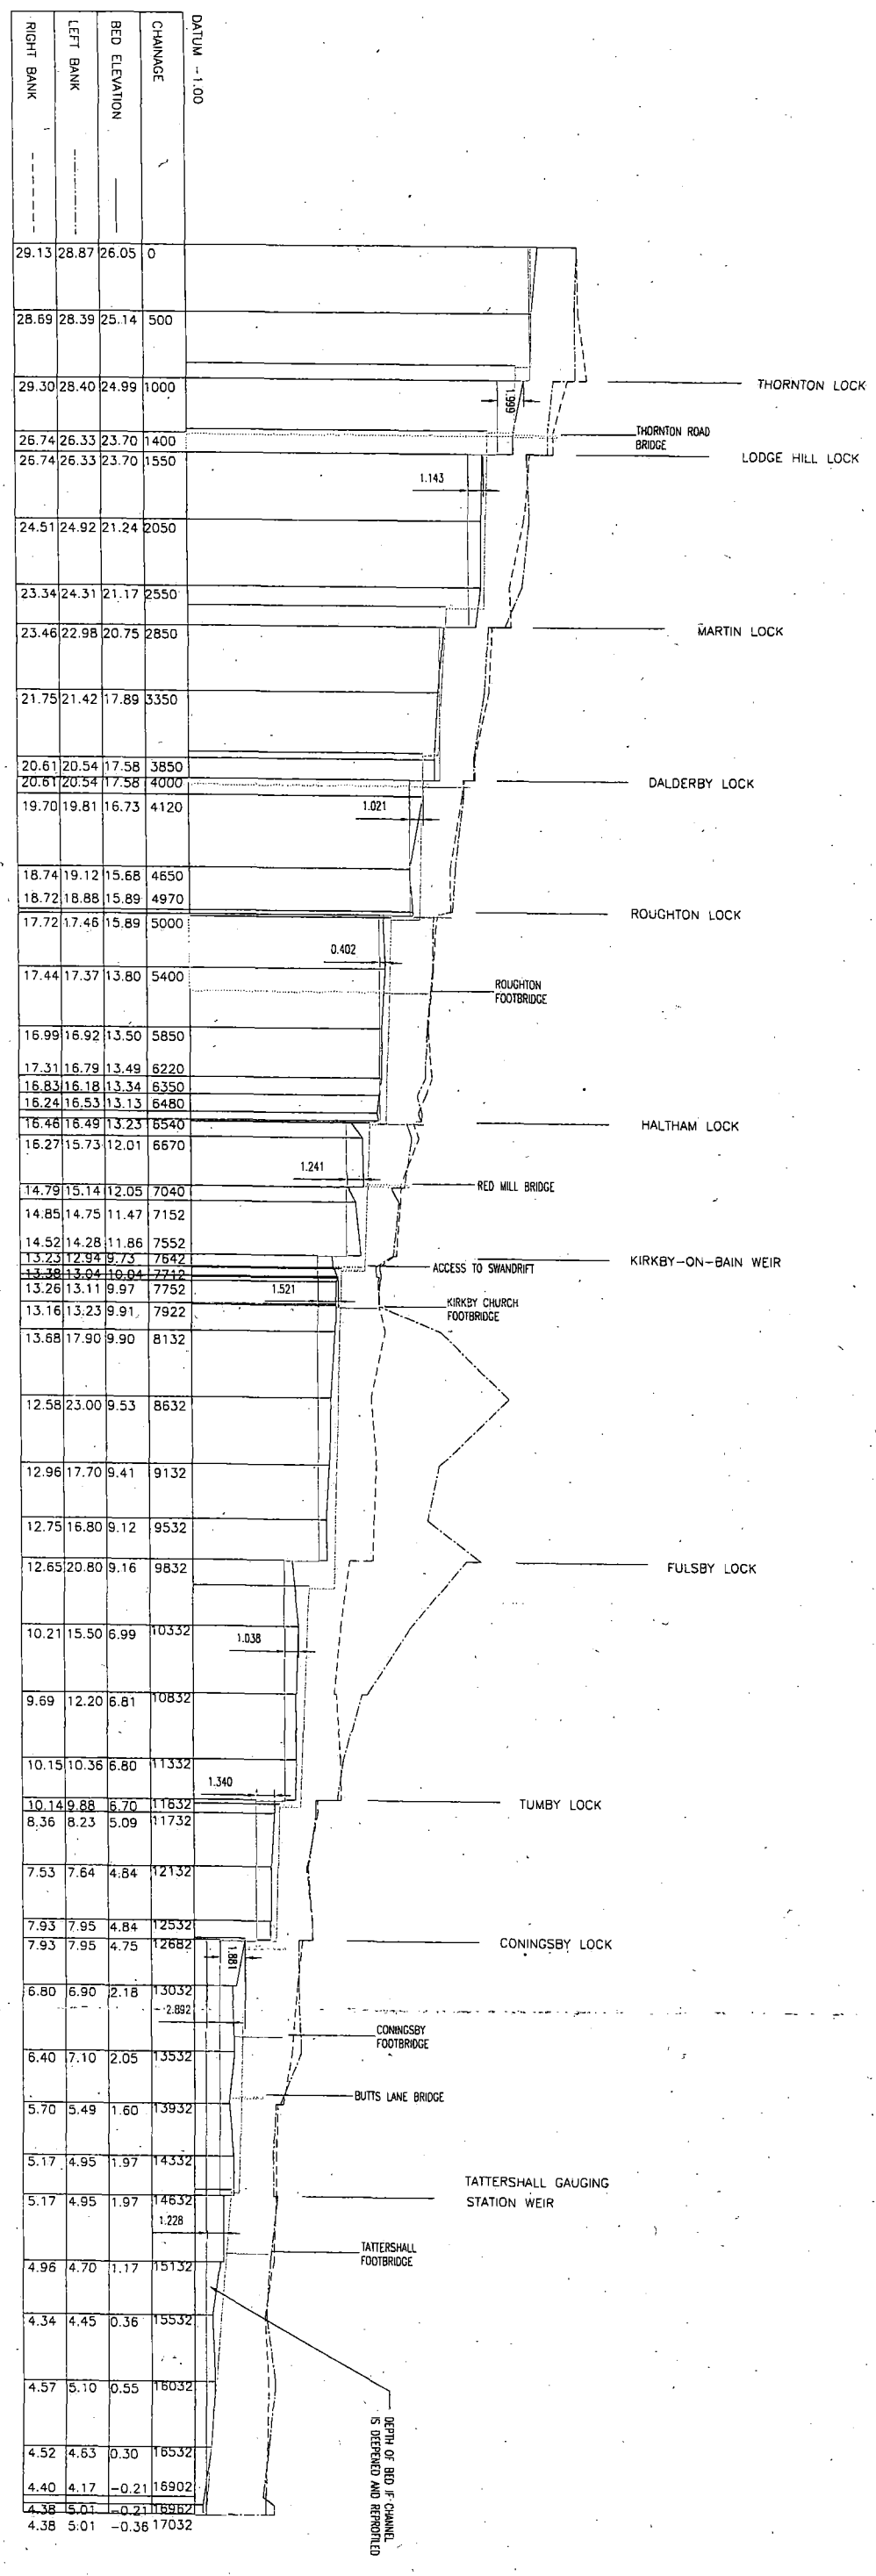 DATUM -1.00
CHAINAGE
BED ELEVATION
LEFT BANK
RIGHT BANK
29.13 28.87 26.05 0
28.69 28.39 25.14 500
29.30 28.40 24.99 1000
26.74 26.33 23.70 1400
26.74 26.33 23.70 1550
24.51 24.92 21.24 2050
23.34 24.31 21.17 2550
23.46 22.98 20.75 2850
21.75 21.42 17.89 3350
20.61 20.54 17.58 3850
20.61 20.54 17.58 4000
19.70 19.81 16.73 4120
18.74 19.12 15.68 4650
18.72 18.88 15.89 4970
17.72 17.46 15.89 5000
17.44 17.37 13.80 5400
16.99 16.92 13.50 5850
17.31 16.79 13.49 6220
16.83 16.18 13.34 6350
16.24 16.53 13.13 6480
16.46 16.49 13.23 6540
16.27 15.73 12.01 6670
14.79 15.14 12.05 7040
14.85 14.75 11.47 7152
14.52 14.28 11.86 7552
13.23 12.94 9.73 7642
13.38 13.04 10.04 7712
13.26 13.11 9.97 7752
13.16 13.23 9.91 7922
13.68 17.90 9.90 8132
12.58 23.00 9.53 8632
12.96 17.70 9.41 9132
12.75 16.80 9.12 9532
12.65 20.80 9.16 9832
10.21 15.50 6.99 10332
9.69 12.20 6.81 10832
10.15 10.36 6.80 11332
10.14 9.88 6.70 11632
8.36 8.23 5.09 11732
7.53 7.64 4.84 12132
7.93 7.95 4.84 12532
7.93 7.95 4.75 12682
6.80 6.90 2.18 13032
6.40 7.10 2.05 13532
5.70 5.49 1.60 13932
5.17 4.95 1.97 14332
5.17 4.95 1.97 14632
4.96 4.70 1.17 15132
4.34 4.45 0.36 15532
4.57 5.10 0.55 16032
4.52 4.63 0.30 16532
4.40 4.17 -0.21 16902
4.38 5.01 -0.21 16962
4.38 5.01 -0.36 17032
THORNTON LOCK
1.999
THORNTON ROAD
BRIDGE
LODGE HILL LOCK
1.143
MARTIN LOCK
DALDERBY LOCK
1.021
ROUGHTON LOCK
0.402
ROUGHTON
FOOTBRIDGE
HALTHAM LOCK
1.241
RED MILL BRIDGE
KIRKBY-ON-BAIN WEIR
ACCESS TO SWANDRIFT
1.521
KIRKBY CHURCH
FOOTBRIDGE
FULSBY LOCK
1.038
1.340
TUMBY LOCK
CONINGSBY LOCK
1.881
2.892
CONINGSBY
FOOTBRIDGE
BUTTS LANE BRIDGE
TATTERSHALL GAUGING
STATION WEIR
1.228
TATTERSHALL
FOOTBRIDGE
DEPTH OF BED IF CHANNEL
IS DEEPENED AND REPROFILED